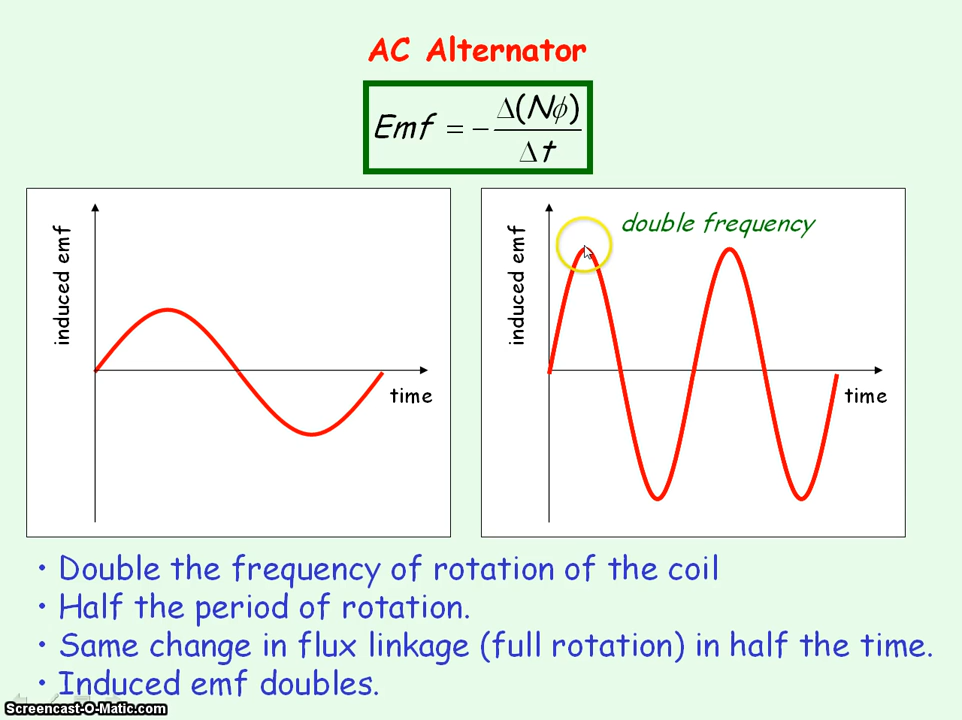 AC Alternator
Emf = - Δ(Nϕ) / Δt
induced emf
time
double frequency
induced emf
time
• Double the frequency of rotation of the coil
• Half the period of rotation.
• Same change in flux linkage (full rotation) in half the time.
• Induced emf doubles.
Screencast-O-Matic.com